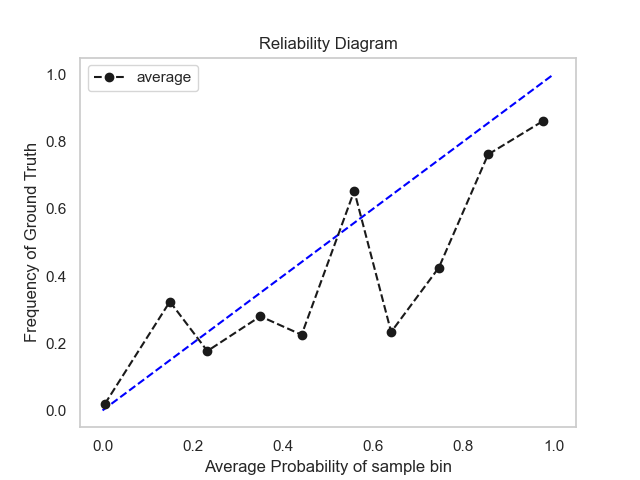 Reliability Diagram
average
Frequency of Ground Truth
1.0
0.8
0.6
0.4
0.2
0.0
0.0 0.2 0.4 0.6 0.8 1.0
Average Probability of sample bin